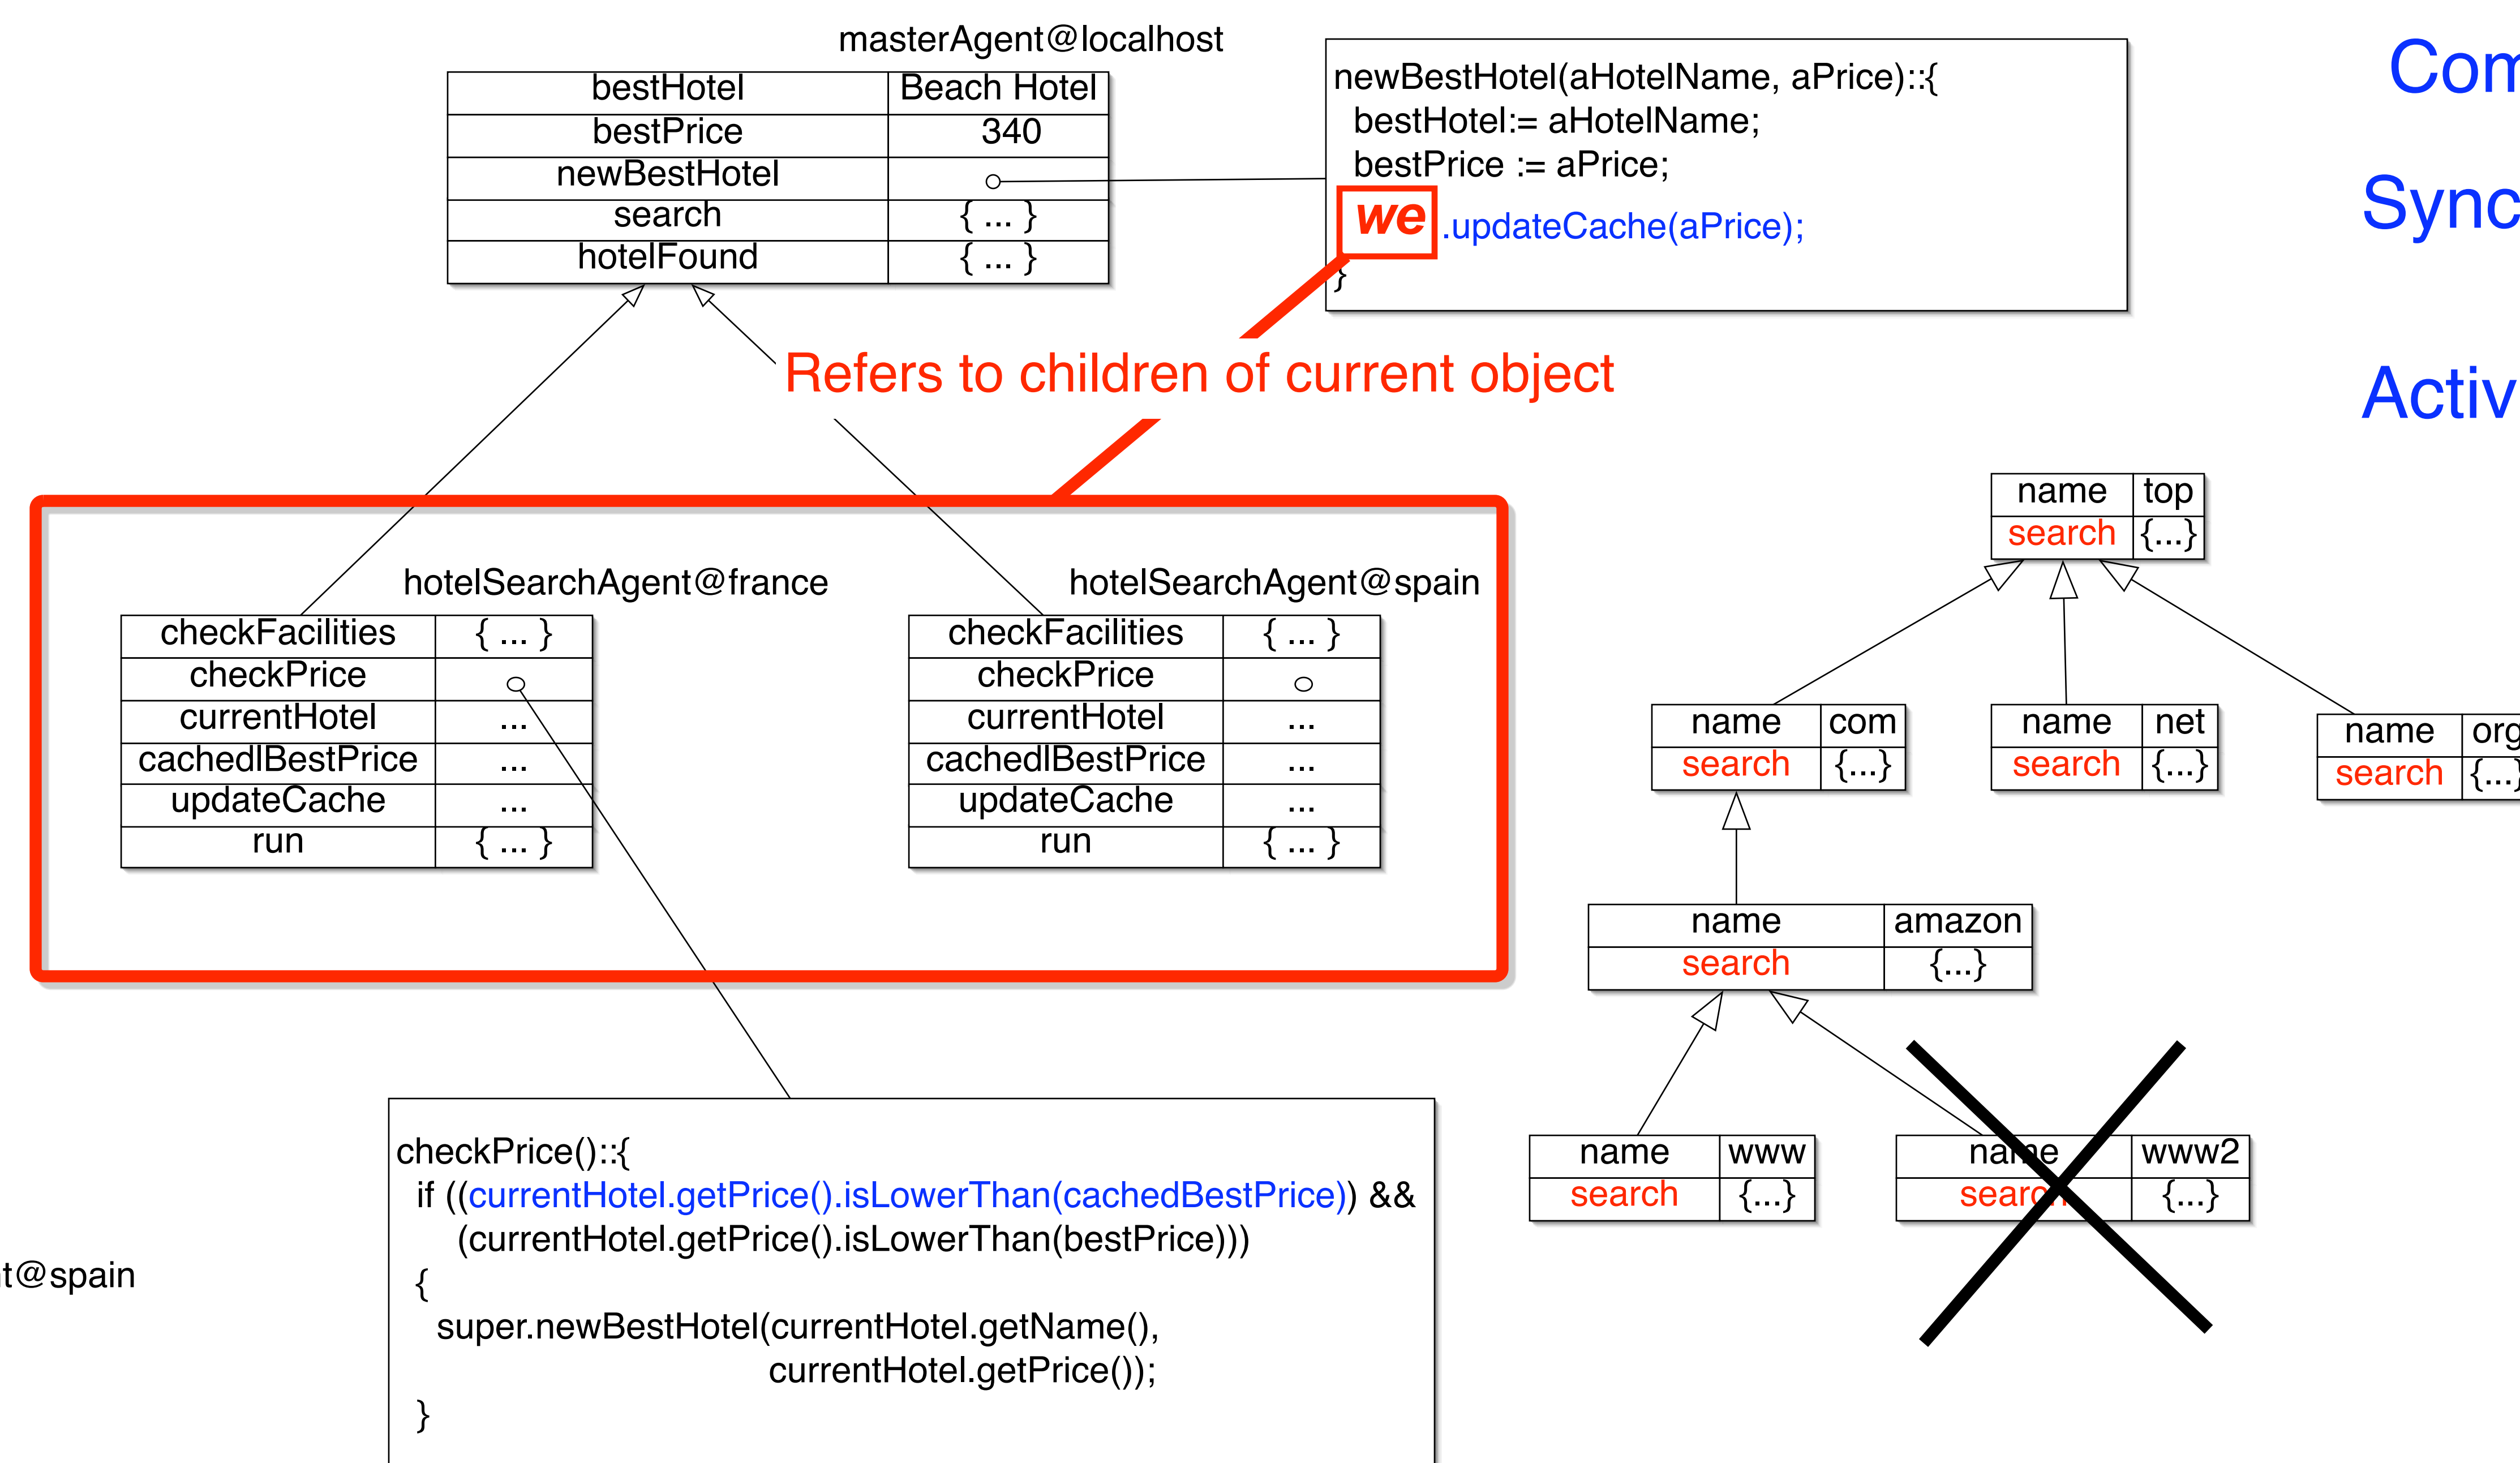 masterAgent@localhost
bestHotel Beach Hotel
bestPrice 340
newBestHotel
search { ... }
hotelFound { ... }
newBestHotel(aHotelName, aPrice)::{
bestHotel:= aHotelName;
bestPrice := aPrice;
we .updateCache(aPrice);
}
Refers to children of current object
hotelSearchAgent@france
checkFacilities { ... }
checkPrice
currentHotel ...
cachedlBestPrice ...
updateCache ...
run { ... }
hotelSearchAgent@spain
checkFacilities { ... }
checkPrice
currentHotel ...
cachedlBestPrice ...
updateCache ...
run { ... }
t@spain
checkPrice()::{
if ((currentHotel.getPrice().isLowerThan(cachedBestPrice)) &&
(currentHotel.getPrice().isLowerThan(bestPrice)))
{
super.newBestHotel(currentHotel.getName(),
currentHotel.getPrice());
}
Com
Sync
Activ
name top
search {...}
name com
search {...}
name net
search {...}
name org
search {...}
name amazon
search {...}
name www
search {...}
name www2
search {...}